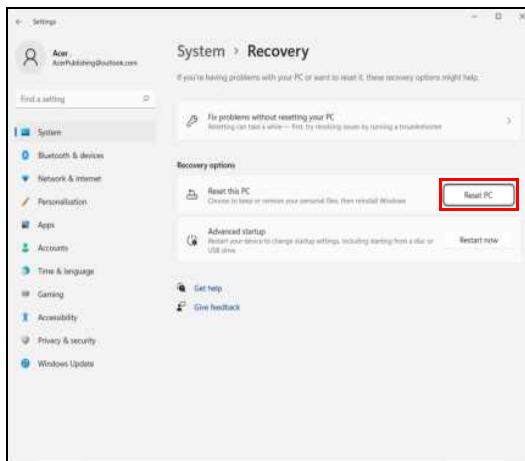 Settings
Acer .
AcerPublishing@outlook.com
System > Recovery
If you're having problems with your PC or want to reset it, these recovery options might help.
Find a setting
Fix problems without resetting your PC
Resetting can take a while — first, try resolving issues by running a troubleshooter
System
Bluetooth & devices
Network & internet
Personalization
Apps
Accounts
Time & language
Gaming
Accessibility
Privacy & security
Windows Update
Recovery options
Reset this PC
Choose to keep or remove your personal files, then reinstall Windows
Reset PC
Advanced startup
Restart your device to change startup settings, including starting from a disc or
USB drive
Restart now
Get help
Give feedback